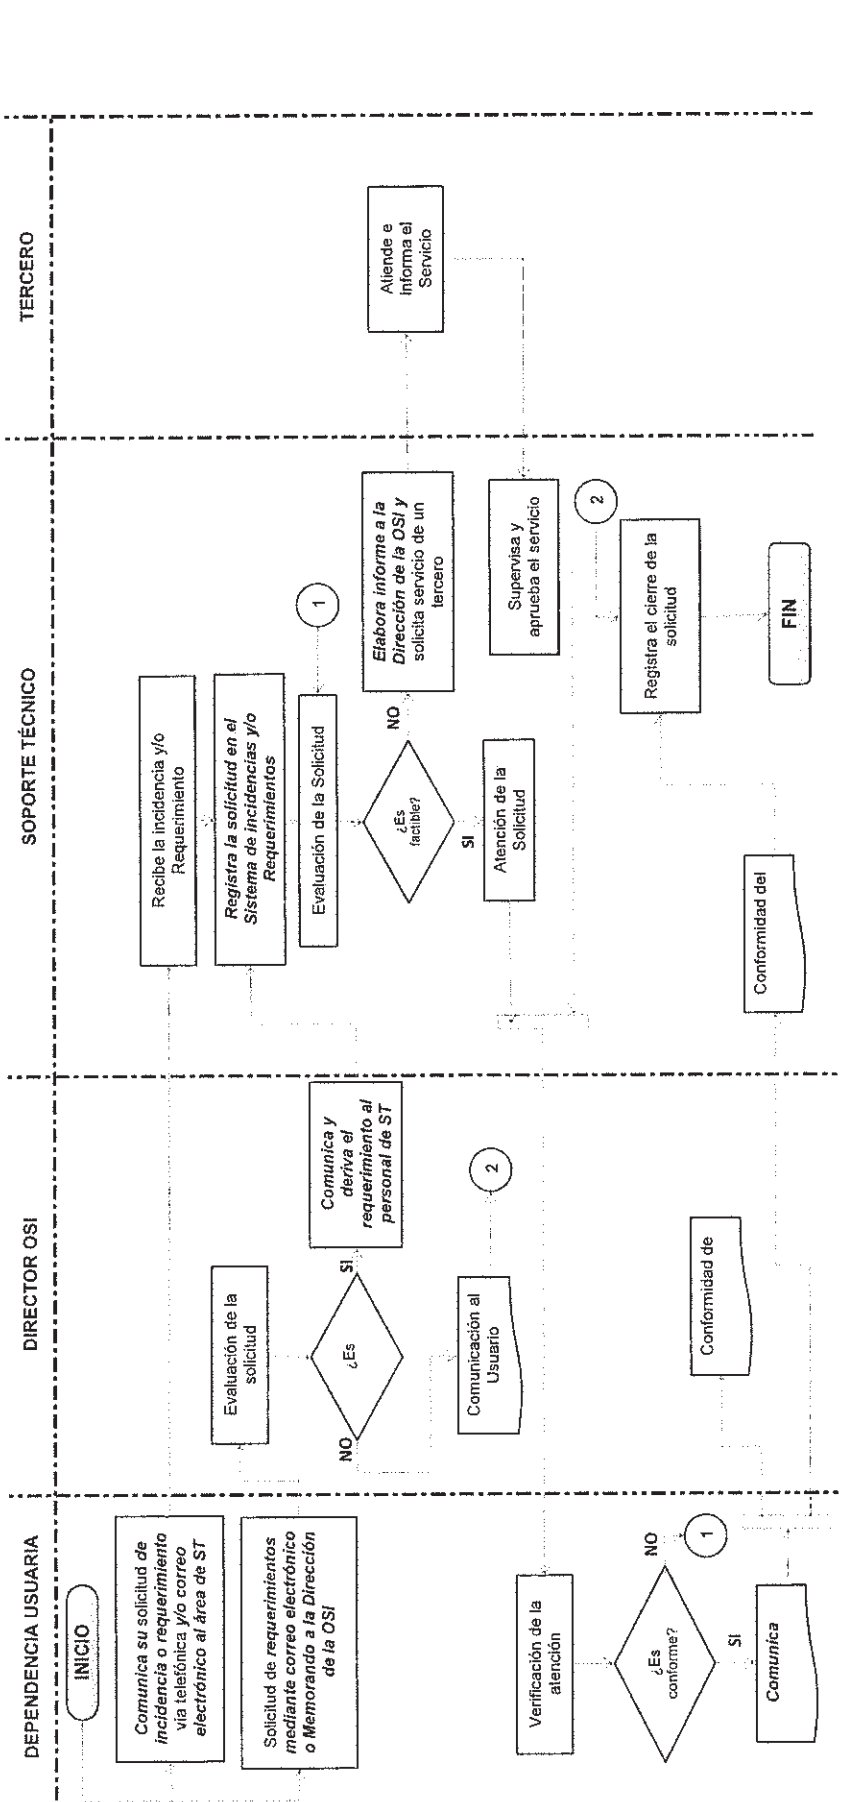 DEPENDENCIA USUARIA
INICIO
Comunica su solicitud de
incidencia o requerimiento
vía telefónica y/o correo
electrónico al área de ST
Solicitud de requerimientos
mediante correo electrónico
o Memorando a la Dirección
de la OSI
Verificación de la
atención
¿Es
conforme?
NO
1
SI
Comunica
DIRECTOR OSI
Evaluación de la
solicitud
¿Es
SI
NO
Comunica y
deriva el
requerimiento al
personal de ST
Comunicación al
Usuario
2
Conformidad de
SOPORTE TÉCNICO
Recibe la incidencia y/o
Requerimiento
Registra la solicitud en el
Sistema de incidencias y/o
Requerimientos
1
Evaluación de la Solicitud
¿Es
factible?
NO
SI
Elabora informe a la
Dirección de la OSI y
solicita servicio de un
tercero
Atención de la
Solicitud
Supervisa y
aprueba el servicio
2
Registra el cierre de la
solicitud
Conformidad del
FIN
TERCERO
Atiende e
informa el
Servicio